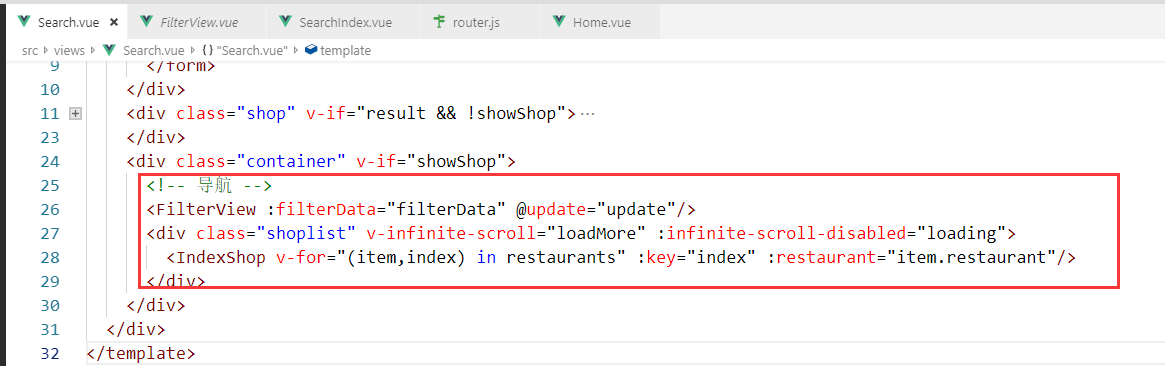 Search.vue × FilterView.vue SearchIndex.vue router.js Home.vue
src views Search.vue {} "Search.vue" template
9 </form>
10 </div>
11 <div class="shop" v-if="result && !showShop">···
23 </div>
24 <div class="container" v-if="showShop">
25 <!-- 导航 -->
26 <FilterView :filterData="filterData" @update="update"/>
27 <div class="shoplist" v-infinite-scroll="loadMore" :infinite-scroll-disabled="loading">
28 <IndexShop v-for="(item,index) in restaurants" :key="index" :restaurant="item.restaurant"/>
29 </div>
30 </div>
31 </div>
32 </template>